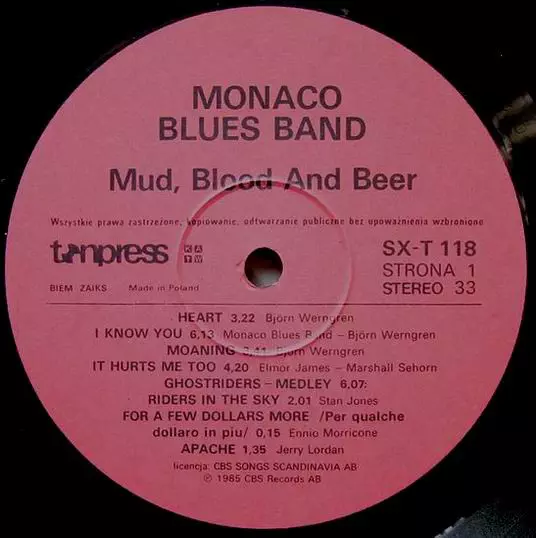 MONACO
BLUES BAND
Mud, Blood And Beer
Wszystkie prawa zastrzeżone, kopiowanie, odtwarzanie publiczne bez upoważnienia wzbronione
tonpress KAW
SX-T 118
STRONA 1
BIEM ZAIKS Made in Poland STEREO 33
HEART 3,22 Björn Werngren
I KNOW YOU 6,13 Monaco Blues Band – Björn Werngren
MOANING 3,41 Björn Werngren
IT HURTS ME TOO 4,20 Elmor James – Marshall Sehorn
GHOSTRIDERS – MEDLEY 6,07:
RIDERS IN THE SKY 2.01 Stan Jones
FOR A FEW DOLLARS MORE /Per qualche
dollaro in piu/ 0,15 Ennio Morricone
APACHE 1,35 Jerry Lordan
licencja: CBS SONGS SCANDINAVIA AB
℗ 1985 CBS Records AB